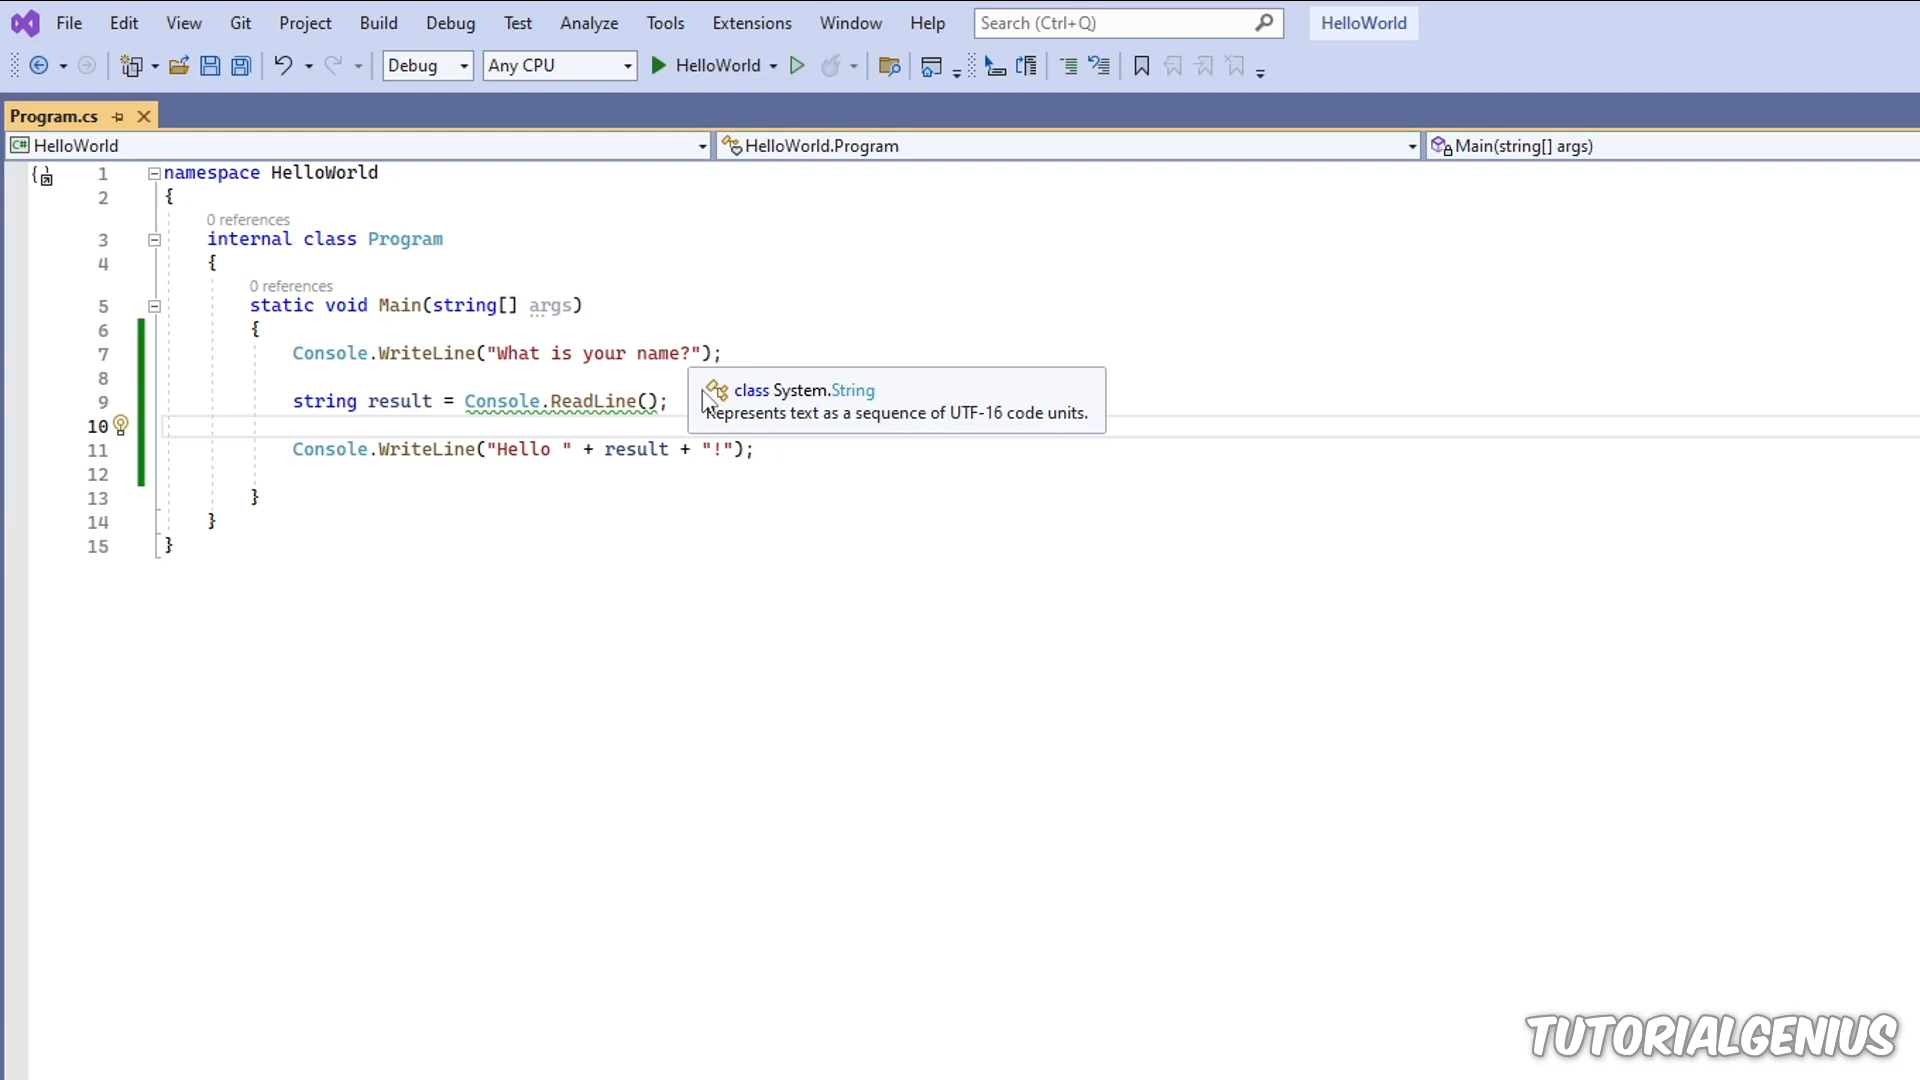 File Edit View Git Project Build Debug Test Analyze Tools Extensions Window Help Search (Ctrl+Q) HelloWorld
Debug Any CPU HelloWorld
Program.cs
C# HelloWorld HelloWorld.Program Main(string[] args)
1 namespace HelloWorld
2 {
0 references
3 internal class Program
4 {
0 references
5 static void Main(string[] args)
6 {
7 Console.WriteLine("What is your name?");
8
9 string result = Console.ReadLine();
10
11 Console.WriteLine("Hello " + result + "!");
12
13 }
14 }
15 }
class System.String
Represents text as a sequence of UTF-16 code units.
TUTORIALGENIUS